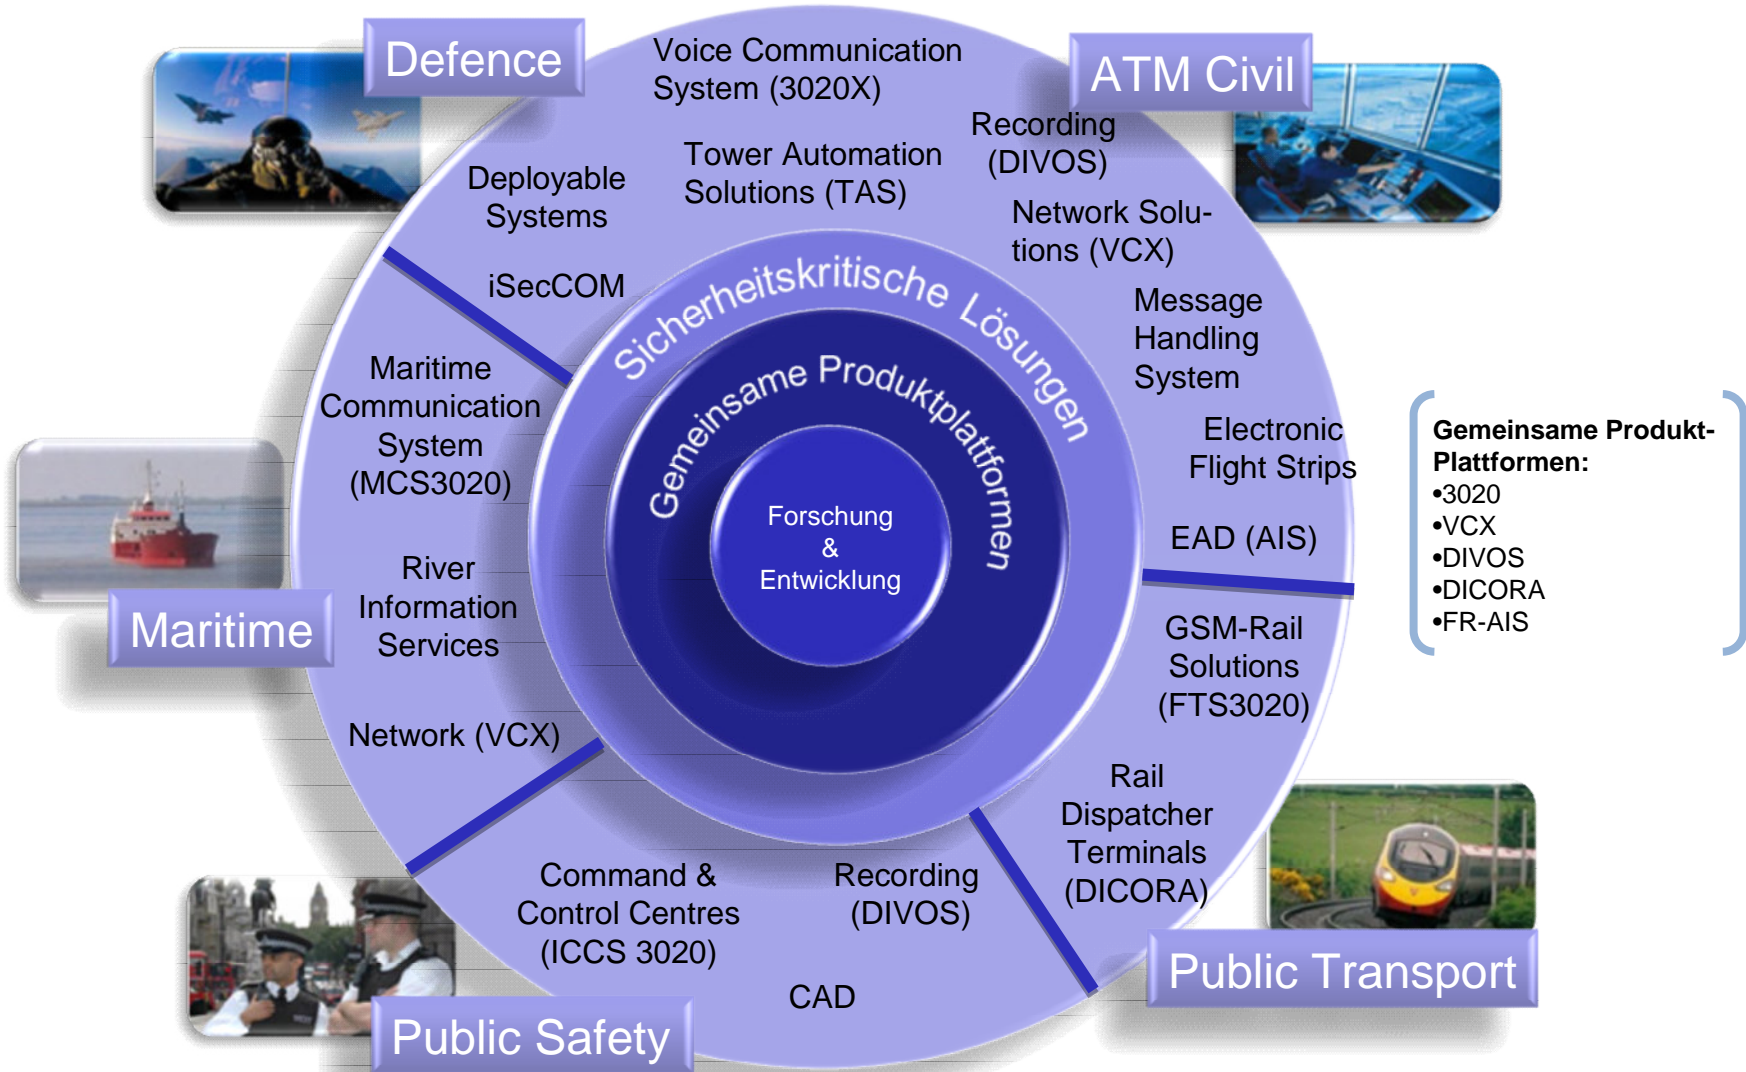 Defence
Voice Communication
System (3020X)
ATM Civil
Recording
(DIVOS)
Tower Automation
Solutions (TAS)
Deployable
Systems
Network Solu-
tions (VCX)
iSecCOM
Message
Handling
System
Sicherheitskritische Lösungen
Gemeinsame Produktplattformen
Forschung
&
Entwicklung
Maritime
Communication
System
(MCS3020)
Electronic
Flight Strips
EAD (AIS)
Gemeinsame Produkt-
Plattformen:
•3020
•VCX
•DIVOS
•DICORA
•FR-AIS
River
Information
Services
Maritime
GSM-Rail
Solutions
(FTS3020)
Network (VCX)
Rail
Dispatcher
Terminals
(DICORA)
Command &
Control Centres
(ICCS 3020)
Recording
(DIVOS)
CAD
Public Transport
Public Safety